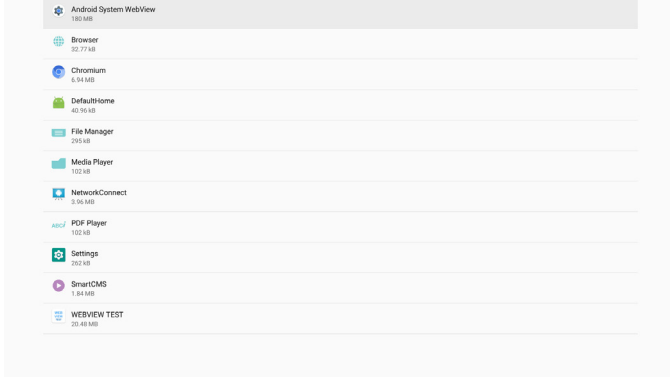 Android System WebView
180 MB
Browser
32.77 kB
Chromium
6.94 MB
DefaultHome
40.96 kB
File Manager
295 kB
Media Player
102 kB
NetworkConnect
3.96 MB
PDF Player
102 kB
Settings
262 kB
SmartCMS
1.84 MB
WEBVIEW TEST
20.48 MB